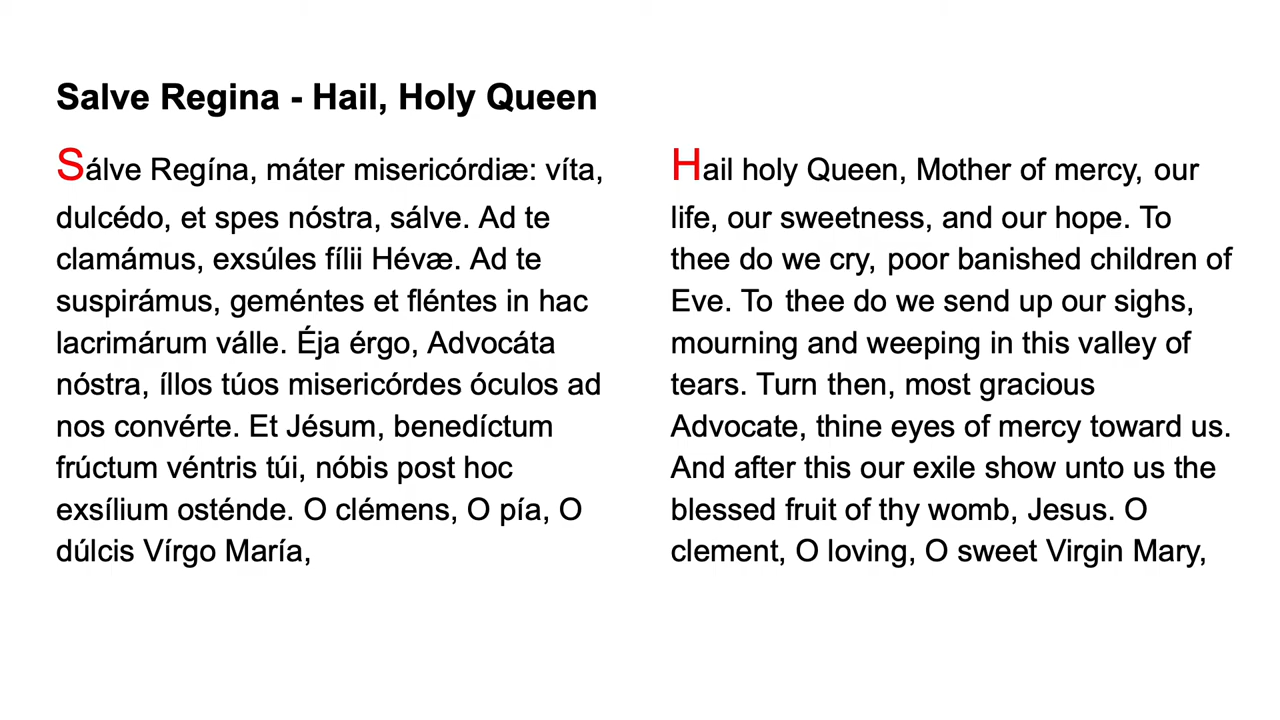 Salve Regina - Hail, Holy Queen
Sálve Regína, máter misericórdiæ: víta,
dulcédo, et spes nóstra, sálve. Ad te
clamámus, exsúles fílii Hévæ. Ad te
suspirámus, geméntes et fléntes in hac
lacrimárum válle. Éja érgo, Advocáta
nóstra, íllos túos misericórdes óculos ad
nos convérte. Et Jésum, benedíctum
frúctum véntris túi, nóbis post hoc
exsílium osténde. O clémens, O pía, O
dúlcis Vírgo María,
Hail holy Queen, Mother of mercy, our
life, our sweetness, and our hope. To
thee do we cry, poor banished children of
Eve. To thee do we send up our sighs,
mourning and weeping in this valley of
tears. Turn then, most gracious
Advocate, thine eyes of mercy toward us.
And after this our exile show unto us the
blessed fruit of thy womb, Jesus. O
clement, O loving, O sweet Virgin Mary,